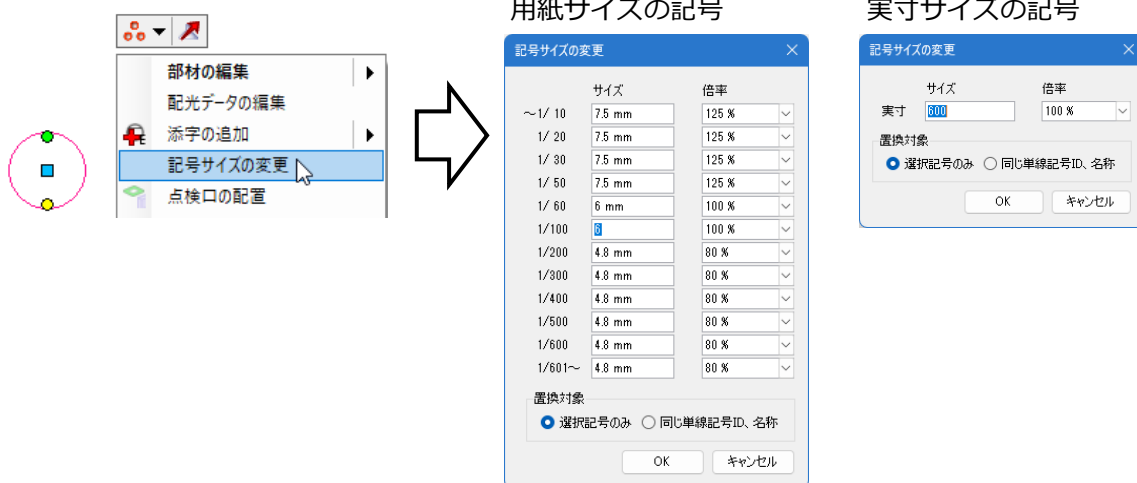 部材の編集
配光データの編集
添字の追加
記号サイズの変更
点検口の配置
用紙サイズの記号
記号サイズの変更
サイズ 倍率
～1/ 10 7.5 mm 125 %
1/ 20 7.5 mm 125 %
1/ 30 7.5 mm 125 %
1/ 50 7.5 mm 125 %
1/ 60 6 mm 100 %
1/100 6 100 %
1/200 4.8 mm 80 %
1/300 4.8 mm 80 %
1/400 4.8 mm 80 %
1/500 4.8 mm 80 %
1/600 4.8 mm 80 %
1/601～ 4.8 mm 80 %
置換対象
選択記号のみ 同じ単線記号ID、名称
OK キャンセル
実寸サイズの記号
記号サイズの変更
サイズ 倍率
実寸 600 100 %
置換対象
選択記号のみ 同じ単線記号ID、名称
OK キャンセル